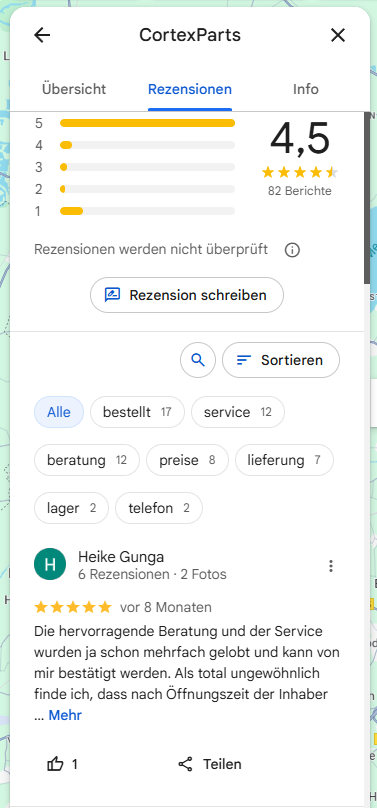 CortexParts
Übersicht
Rezensionen
Info
5
4
3
2
1
4,5
82 Berichte
Rezensionen werden nicht überprüft
Rezension schreiben
Sortieren
Alle
bestellt 17
service 12
beratung 12
preise 8
lieferung 7
lager 2
telefon 2
H
Heike Gunga
6 Rezensionen · 2 Fotos
vor 8 Monaten
Die hervorragende Beratung und der Service
wurden ja schon mehrfach gelobt und kann von
mir bestätigt werden. Als total ungewöhnlich
finde ich, dass nach Öffnungszeit der Inhaber
... Mehr
1
Teilen